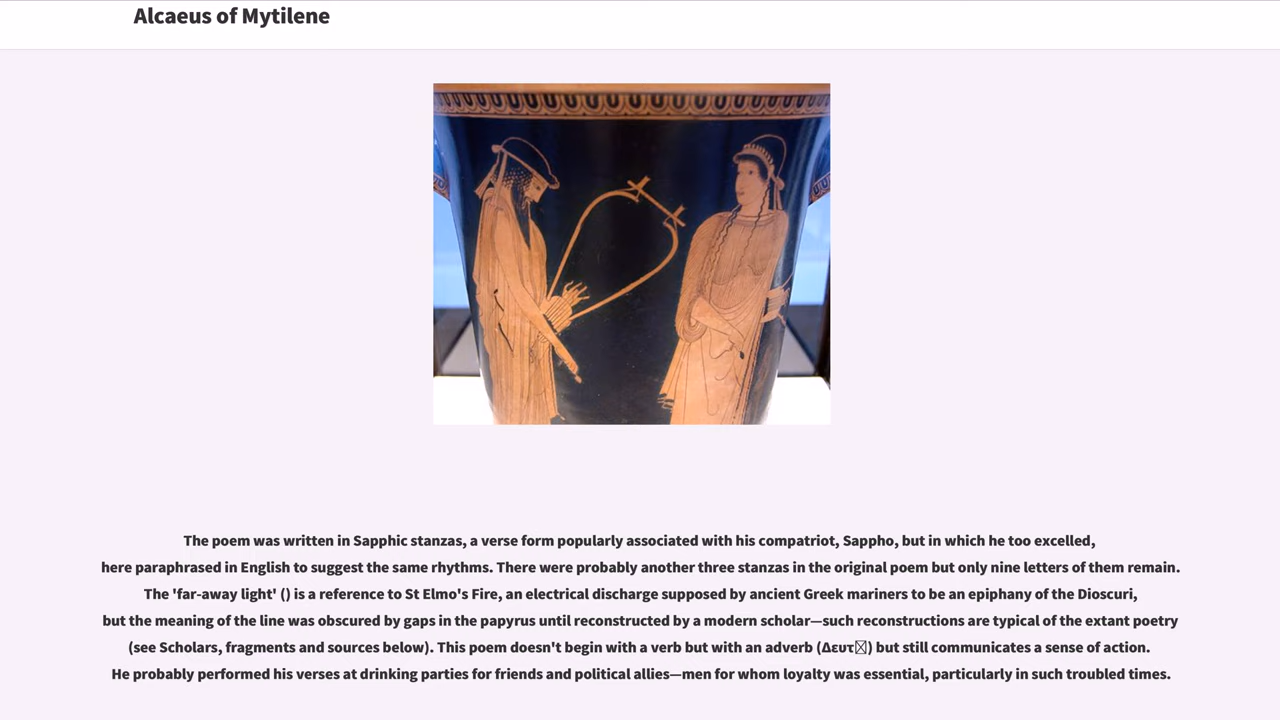 Alcaeus of Mytilene
The poem was written in Sapphic stanzas, a verse form popularly associated with his compatriot, Sappho, but in which he too excelled,
here paraphrased in English to suggest the same rhythms. There were probably another three stanzas in the original poem but only nine letters of them remain.
The 'far-away light' () is a reference to St Elmo's Fire, an electrical discharge supposed by ancient Greek mariners to be an epiphany of the Dioscuri,
but the meaning of the line was obscured by gaps in the papyrus until reconstructed by a modern scholar—such reconstructions are typical of the extant poetry
(see Scholars, fragments and sources below). This poem doesn't begin with a verb but with an adverb (Δευτ□) but still communicates a sense of action.
He probably performed his verses at drinking parties for friends and political allies—men for whom loyalty was essential, particularly in such troubled times.